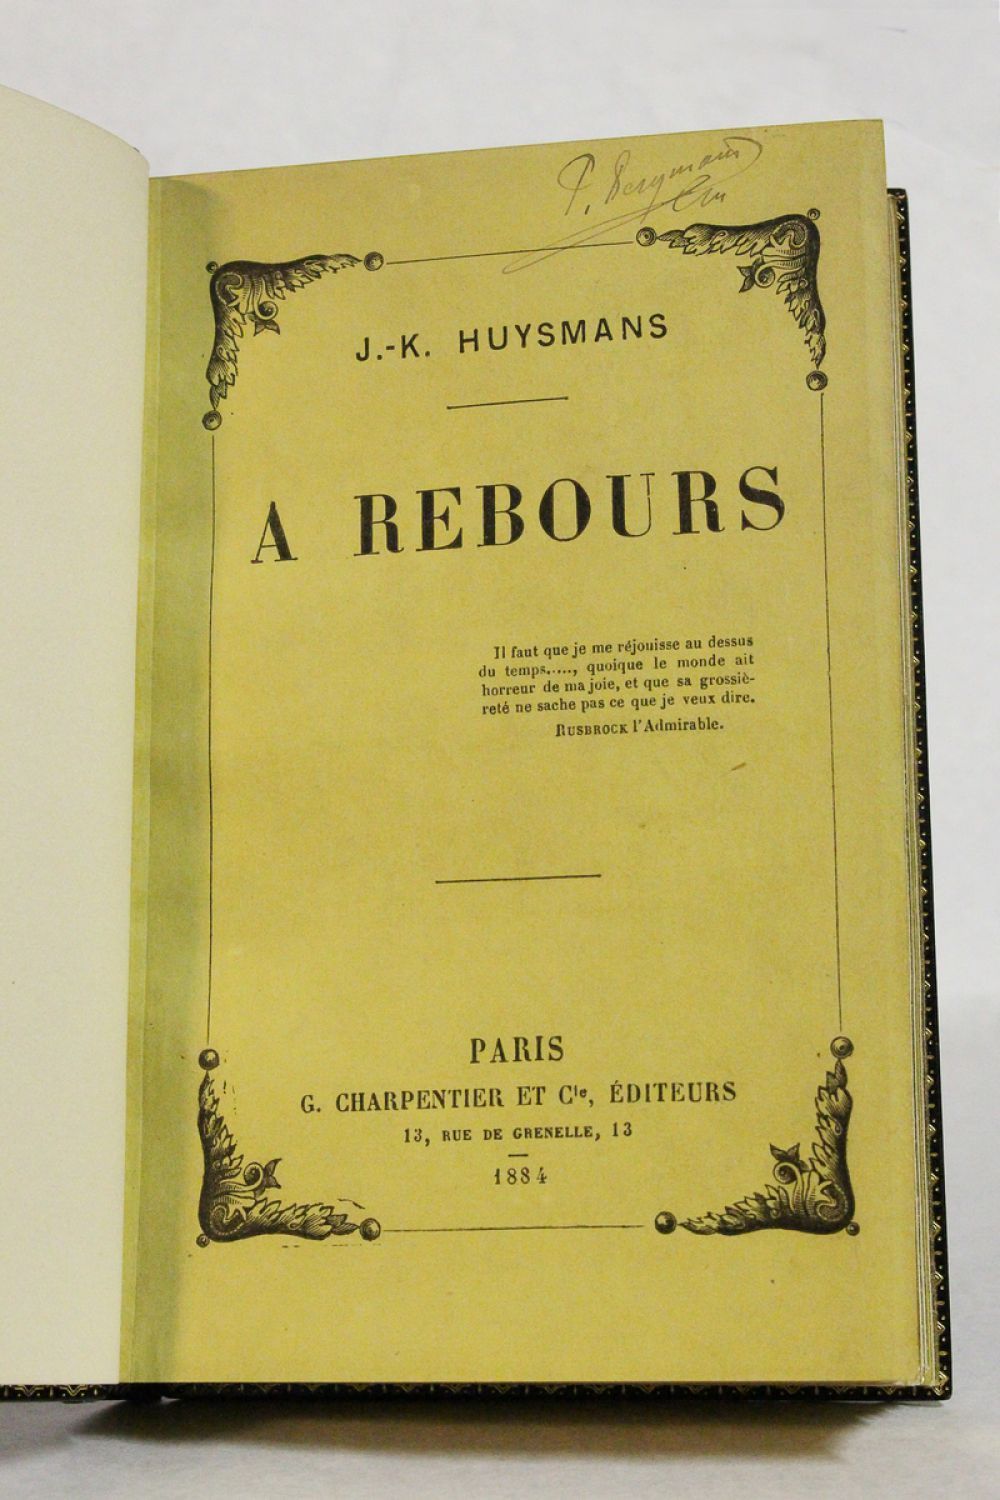 P. Bergmans
J.-K. HUYSMANS
A REBOURS
Il faut que je me réjouisse au dessus
du temps....., quoique le monde ait
horreur de ma joie, et que sa grossiè-
reté ne sache pas ce que je veux dire.
RUSBROCK l'Admirable.
PARIS
G. CHARPENTIER ET Cie, ÉDITEURS
13, RUE DE GRENELLE, 13
1884